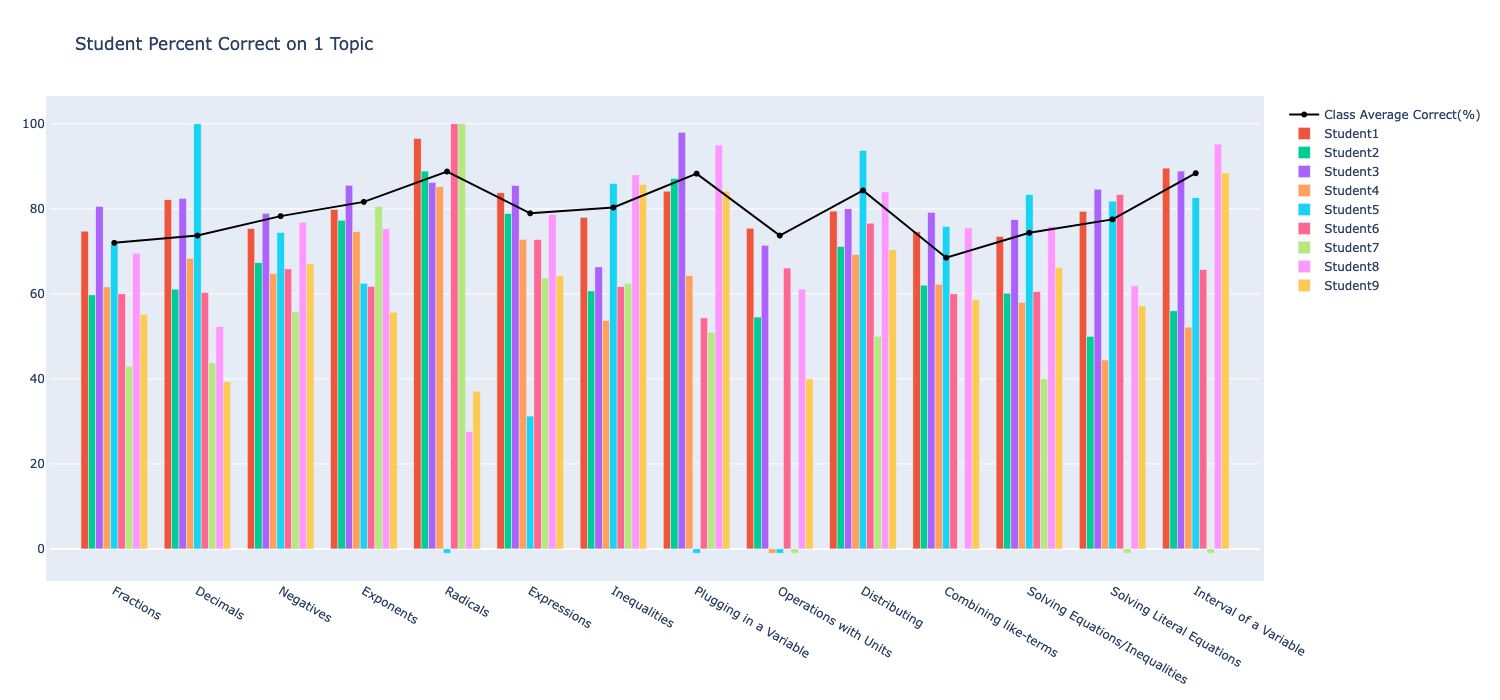 Student Percent Correct on 1 Topic
100
80
60
40
20
0
Fractions
Decimals
Negatives
Exponents
Radicals
Expressions
Inequalities
Plugging in a Variable
Operations with Units
Distributing
Combining like-terms
Solving Equations/Inequalities
Solving Literal Equations
Interval of a Variable
Class Average Correct(%)
Student1
Student2
Student3
Student4
Student5
Student6
Student7
Student8
Student9